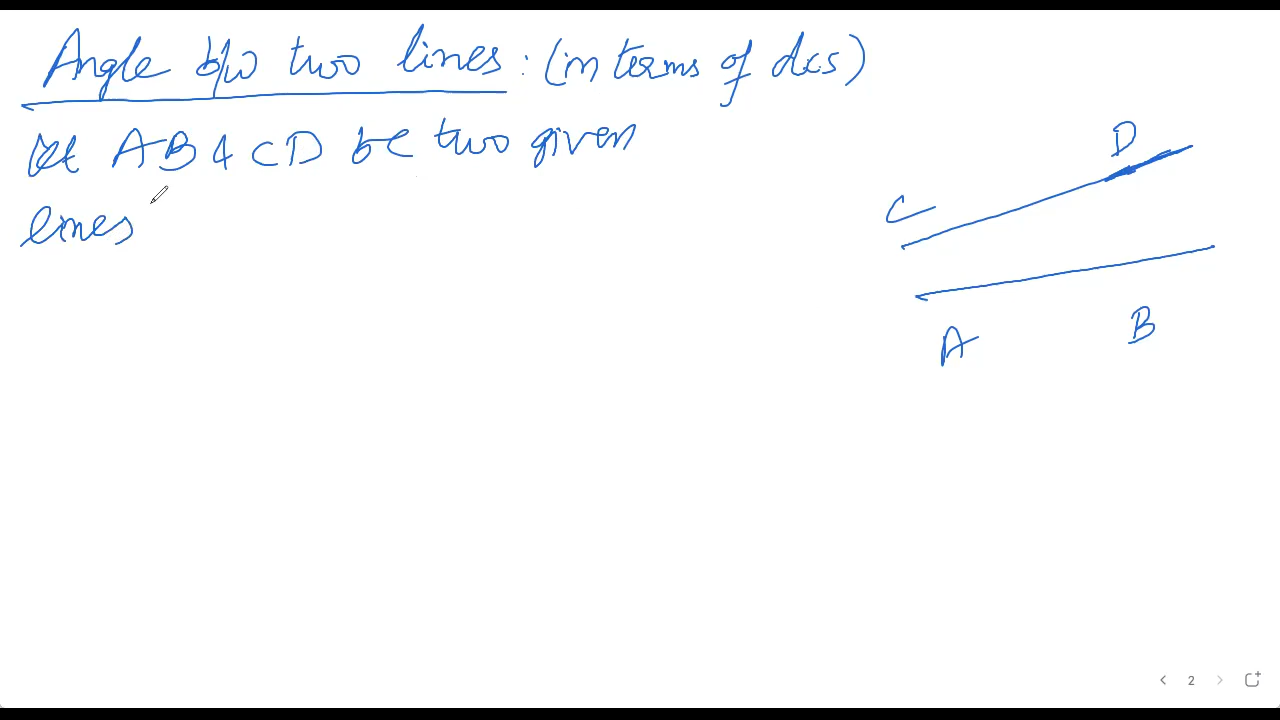 Angle b/w two lines : (in terms of dcs)
let AB & CD be two given
lines
D
C
B
A
2